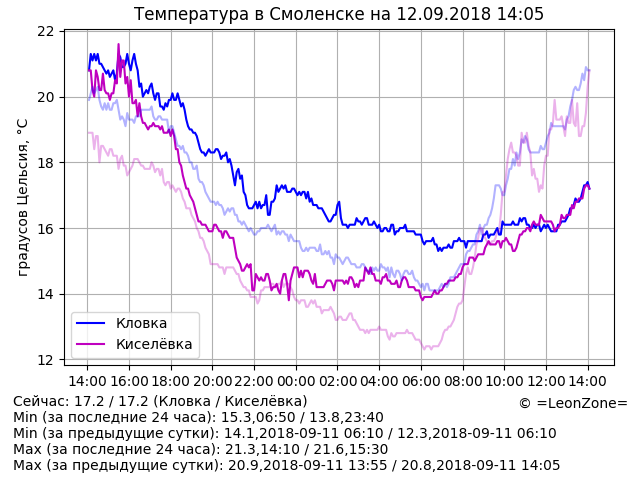 Температура в Смоленске на 12.09.2018 14:05
22
20
18
16
14
12
градусов Цельсия, °C
Кловка
Киселёвка
14:00 16:00 18:00 20:00 22:00 00:00 02:00 04:00 06:00 08:00 10:00 12:00 14:00
Сейчас: 17.2 / 17.2 (Кловка / Киселёвка)
© =LeonZone=
Min (за последние 24 часа): 15.3,06:50 / 13.8,23:40
Min (за предыдущие сутки): 14.1,2018-09-11 06:10 / 12.3,2018-09-11 06:10
Max (за последние 24 часа): 21.3,14:10 / 21.6,15:30
Max (за предыдущие сутки): 20.9,2018-09-11 13:55 / 20.8,2018-09-11 14:05